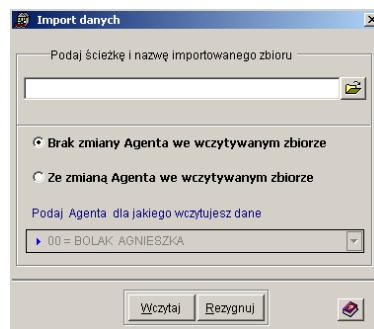 Import danych
Podaj ścieżkę i nazwę importowanego zbioru
Brak zmiany Agenta we wczytywanym zbiorze
Ze zmianą Agenta we wczytywanym zbiorze
Podaj Agenta dla jakiego wczytujesz dane
00 = BOLAK AGNIESZKA
Wczytaj Rezygnuj